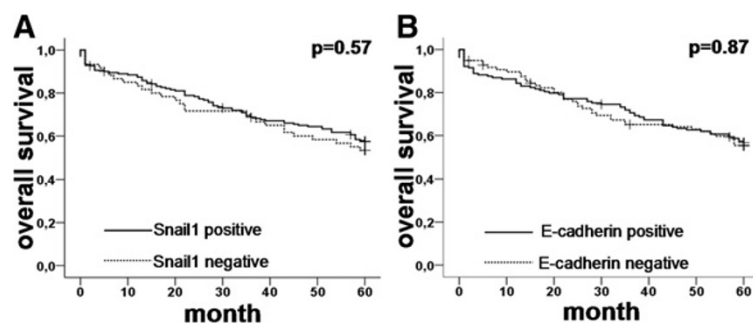 A
p=0.57
overall survival
1,0
0,8
0,6
0,4
0,2
0,0
Snail1 positive
Snail1 negative
0 10 20 30 40 50 60
month
B
p=0.87
overall survival
1,0
0,8
0,6
0,4
0,2
0,0
E-cadherin positive
E-cadherin negative
0 10 20 30 40 50 60
month